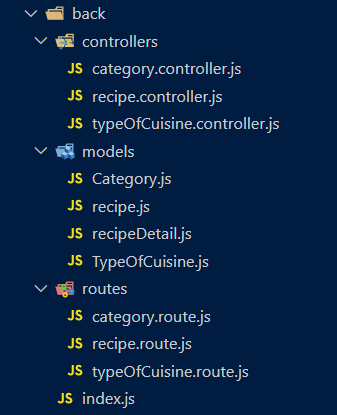 back
controllers
JS category.controller.js
JS recipe.controller.js
JS typeOfCuisine.controller.js
models
JS Category.js
JS recipe.js
JS recipeDetail.js
JS TypeOfCuisine.js
routes
JS category.route.js
JS recipe.route.js
JS typeOfCuisine.route.js
JS index.js